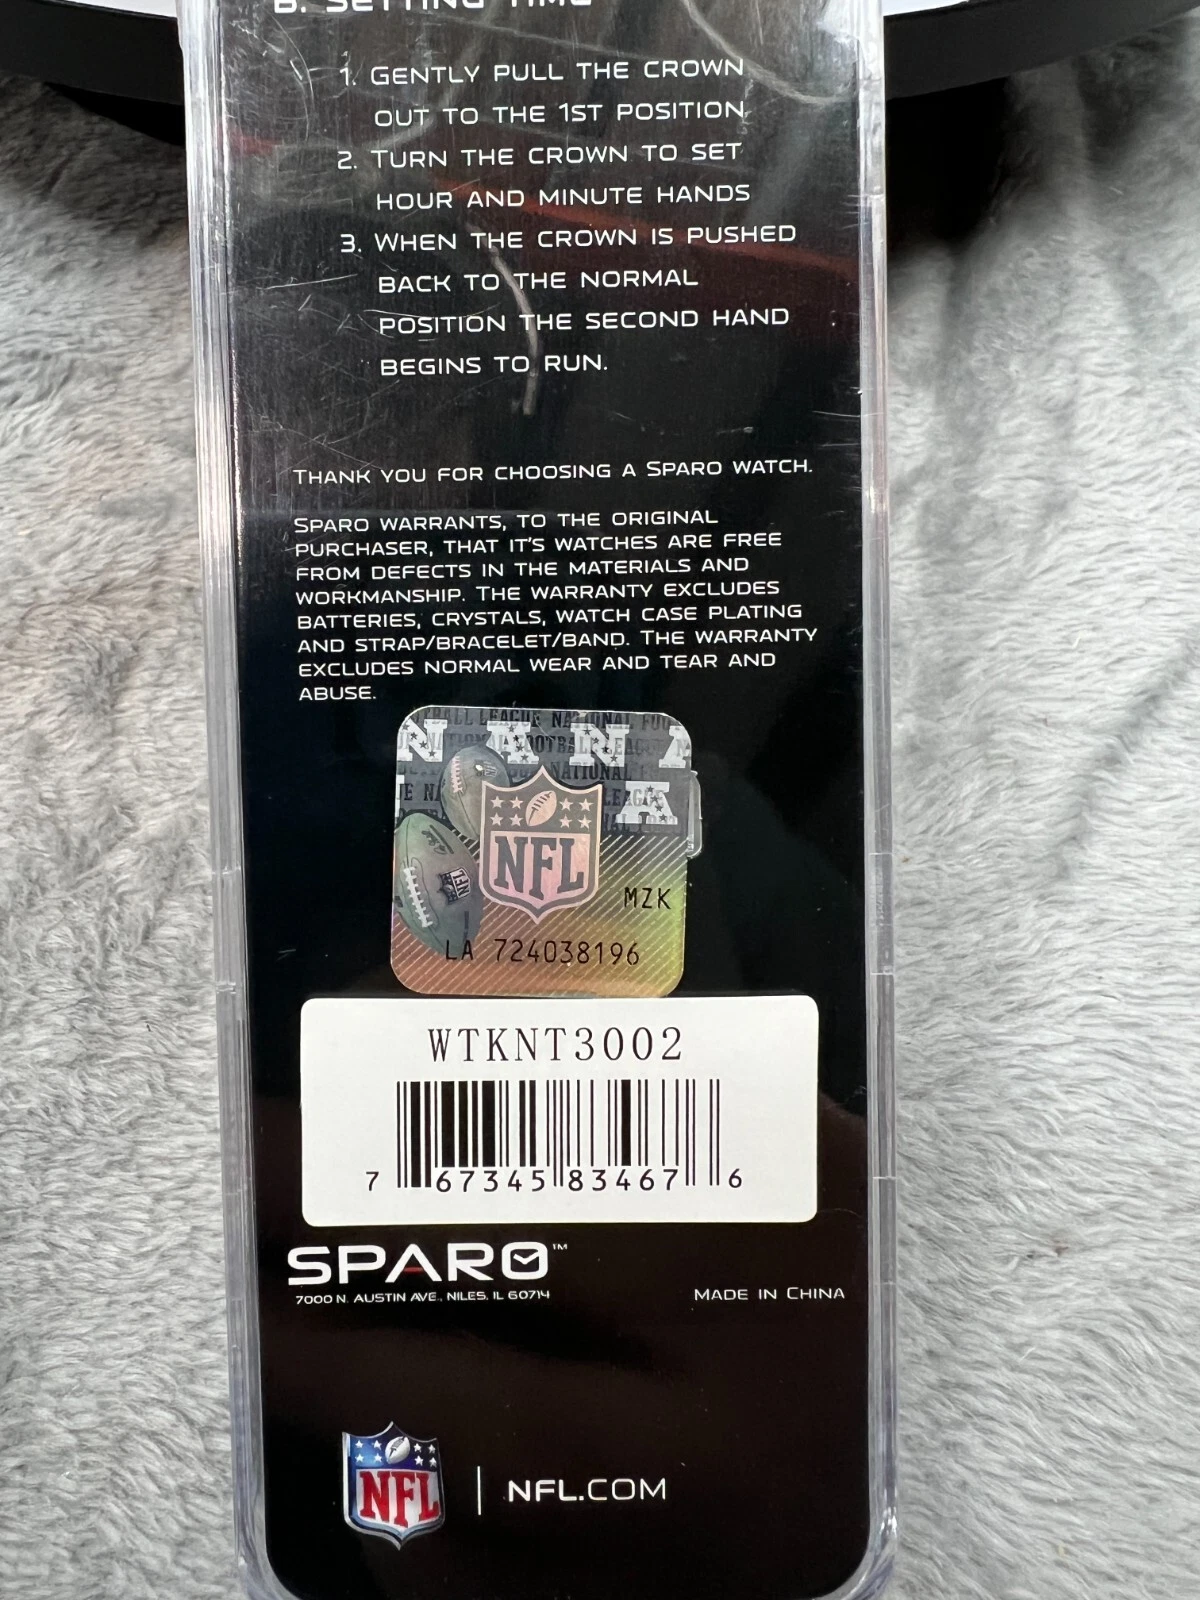 B. SETTING TIME
1. GENTLY PULL THE CROWN
OUT TO THE 1ST POSITION
2. TURN THE CROWN TO SET
HOUR AND MINUTE HANDS
3. WHEN THE CROWN IS PUSHED
BACK TO THE NORMAL
POSITION THE SECOND HAND
BEGINS TO RUN.
THANK YOU FOR CHOOSING A SPARO WATCH.
SPARO WARRANTS, TO THE ORIGINAL
PURCHASER, THAT IT'S WATCHES ARE FREE
FROM DEFECTS IN THE MATERIALS AND
WORKMANSHIP. THE WARRANTY EXCLUDES
BATTERIES, CRYSTALS, WATCH CASE PLATING
AND STRAP/BRACELET/BAND. THE WARRANTY
EXCLUDES NORMAL WEAR AND TEAR AND
ABUSE.
NFL
NFL
MZK
LA 724038196
WTKNT3002
7 67345 83467 6
SPARO™
7000 N. AUSTIN AVE., NILES, IL 60714
MADE IN CHINA
NFL | NFL.COM